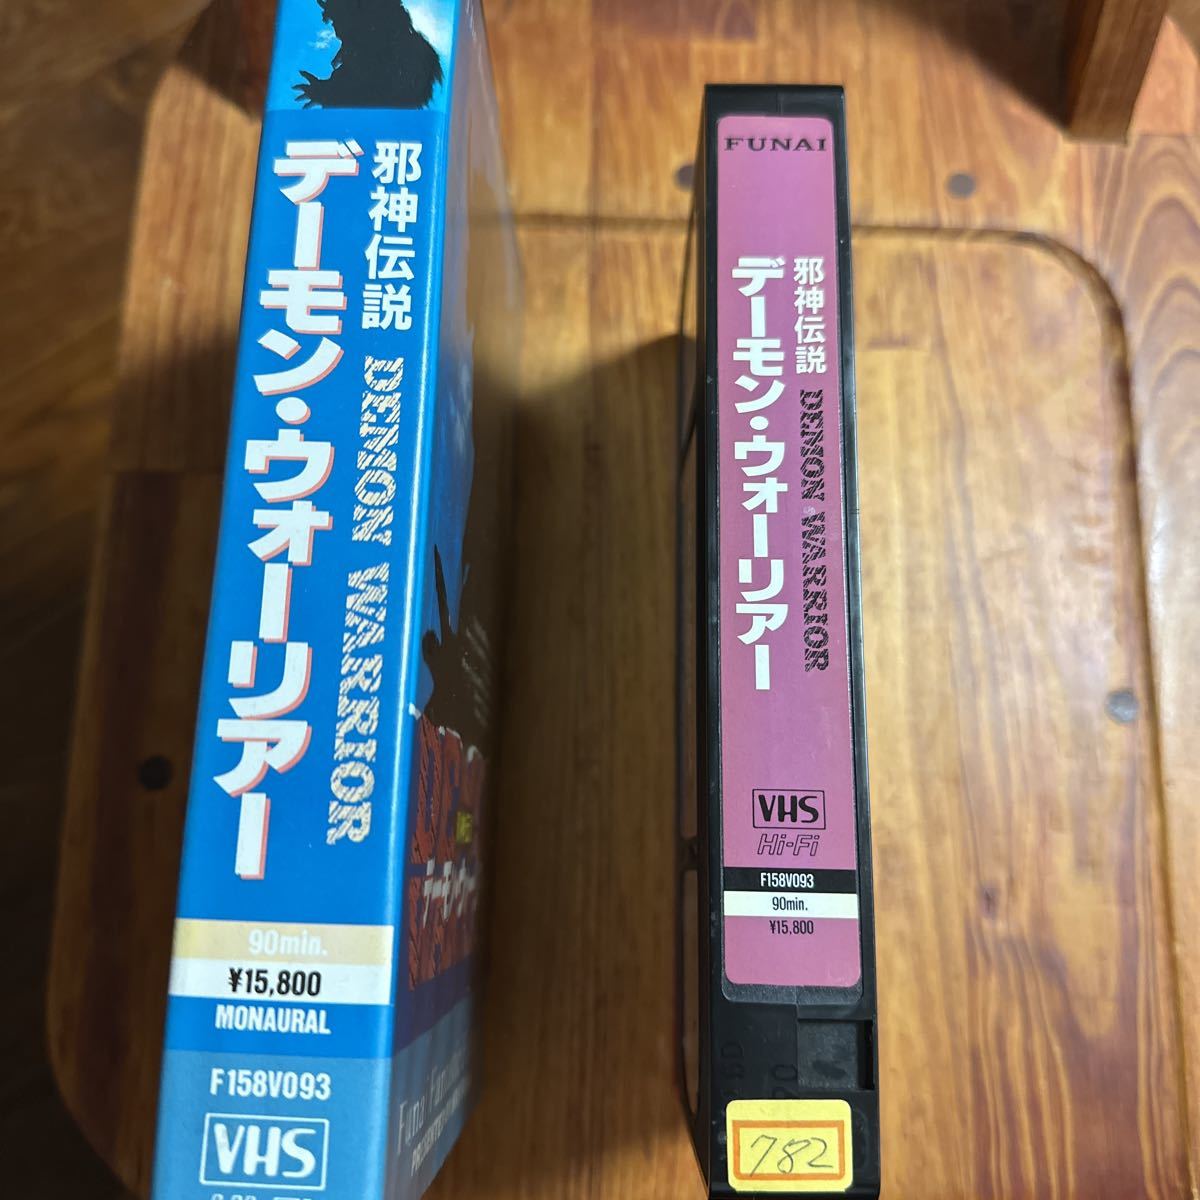 邪神伝説
デーモン・ウォーリアー
DEMON WARRIOR
90min.
¥15,800
MONAURAL
F158V093
VHS
FUNAI
邪神伝説
デーモン・ウォーリアー
DEMON WARRIOR
VHS
Hi-Fi
F158V093
90min.
¥15,800
782